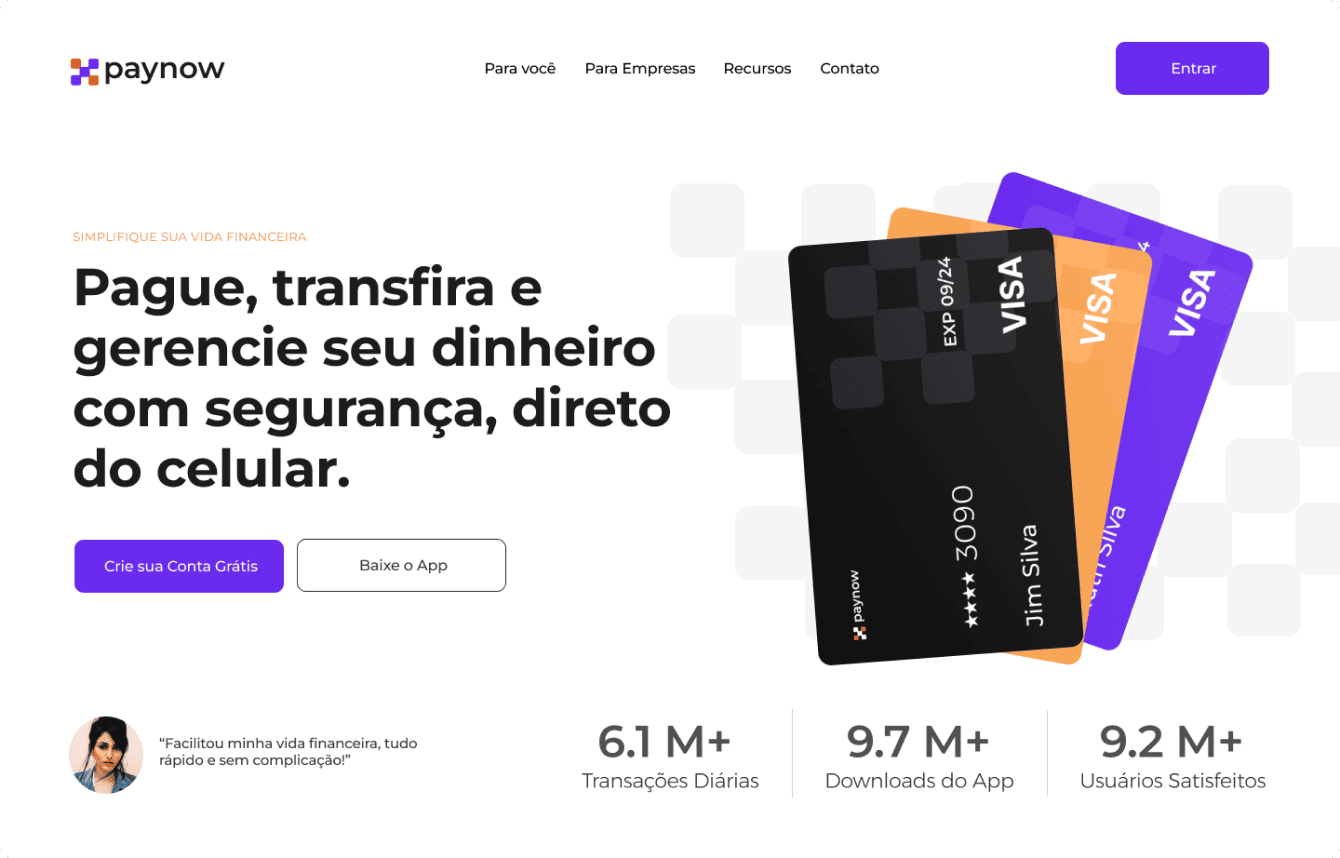 paynow
Para você
Para Empresas
Recursos
Contato
Entrar
SIMPLIFIQUE SUA VIDA FINANCEIRA
Pague, transfira e
gerencie seu dinheiro
com segurança, direto
do celular.
Crie sua Conta Grátis
Baixe o App
EXP 09/24
VISA
★★★★ 3090
Jim Silva
paynow
VISA
VISA
4
Silva
“Facilitou minha vida financeira, tudo
rápido e sem complicação!”
6.1 M+
Transações Diárias
9.7 M+
Downloads do App
9.2 M+
Usuários Satisfeitos